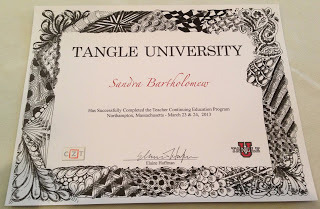 TANGLE UNIVERSITY
Sandra Bartholomew
Has Successfully Completed the Teacher Continuing Education Program
Northampton, Massachusetts - March 23 & 24, 2013
Elaine Huffman
CZT
U